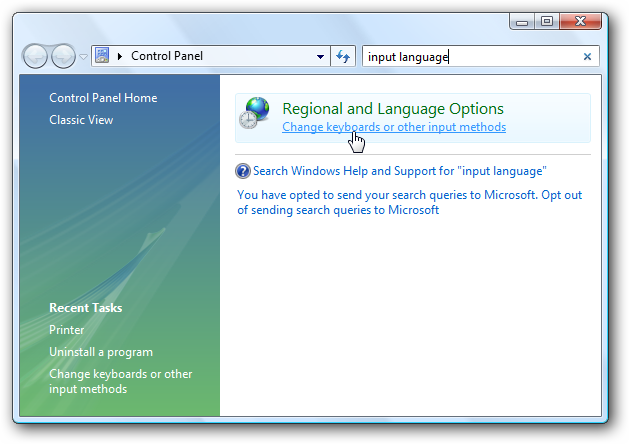 Control Panel
input language
Control Panel Home
Classic View
Regional and Language Options
Change keyboards or other input methods
Search Windows Help and Support for "input language"
You have opted to send your search queries to Microsoft. Opt out
of sending search queries to Microsoft
Recent Tasks
Printer
Uninstall a program
Change keyboards or other
input methods